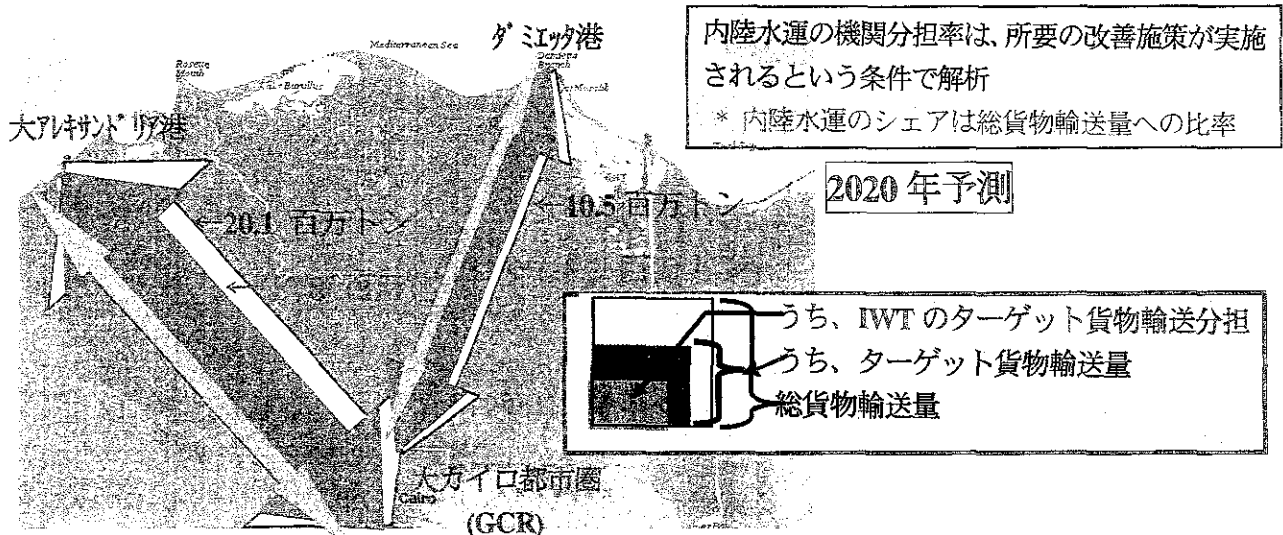 ダミエッタ港
Mediterranean Sea
Rosetta
Mouth
Damietta
Branch
大アレキサンドリア港
内陸水運の機関分担率は、所要の改善施策が実施
されるという条件で解析
* 内陸水運のシェアは総貨物輸送量への比率
2020 年予測
←20.1 百万トン
←10.5 百万トン
うち、IWT のターゲット貨物輸送分担
うち、ターゲット貨物輸送量
総貨物輸送量
大カイロ都市圏
Cairo
(GCR)